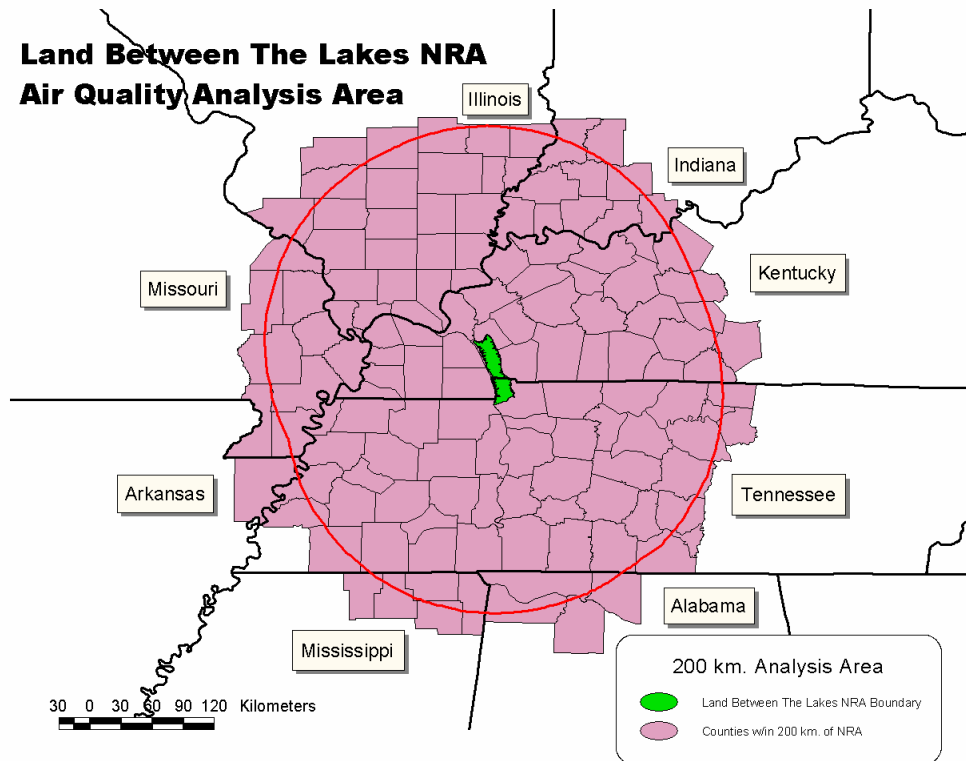 Land Between The Lakes NRA
Air Quality Analysis Area
Illinois
Indiana
Kentucky
Missouri
Arkansas
Tennessee
Alabama
Mississippi
200 km. Analysis Area
Land Between The Lakes NRA Boundary
Counties w/in 200 km. of NRA
30 0 30 60 90 120 Kilometers